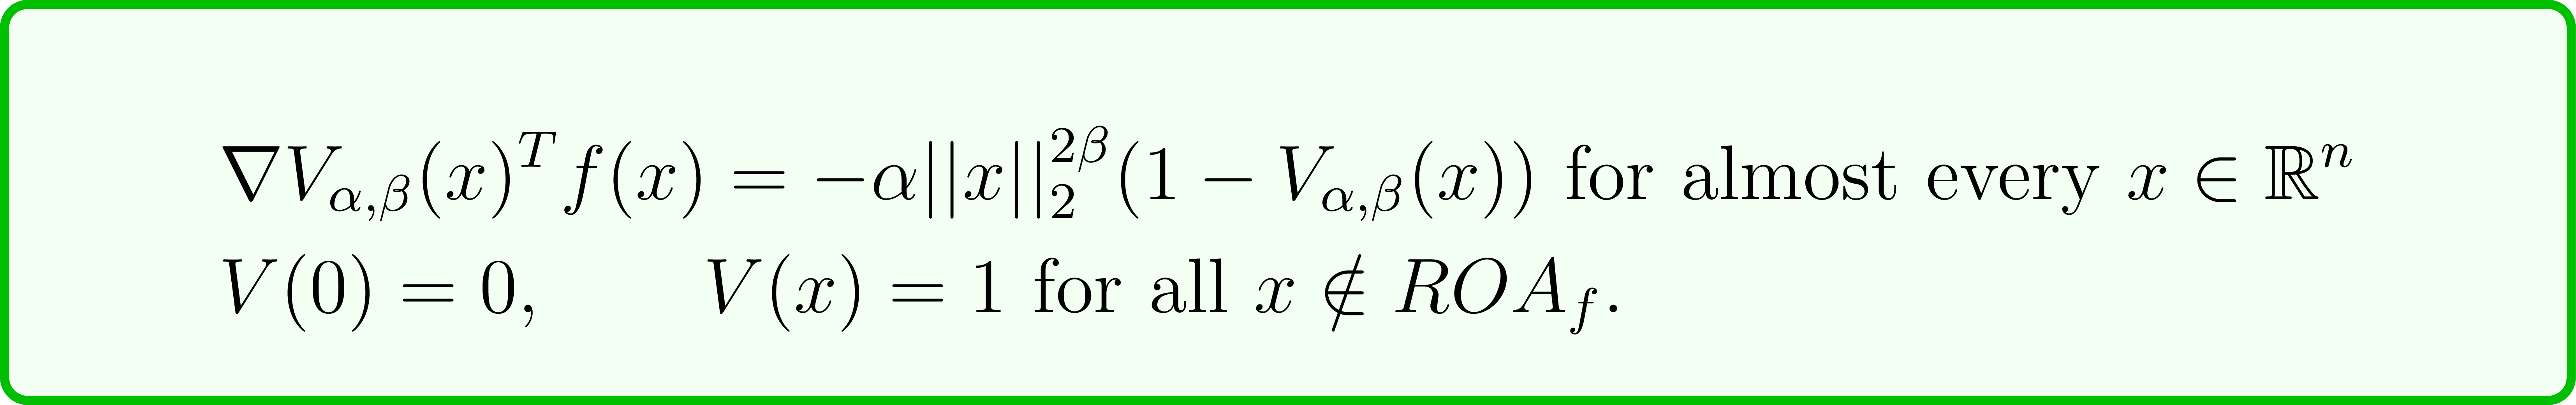 ∇V_{α,β}(x)^T f(x) = −α||x||_2^{2β}(1 − V_{α,β}(x)) for almost every x ∈ ℝ^n
V(0) = 0, V(x) = 1 for all x ∉ ROA_f.